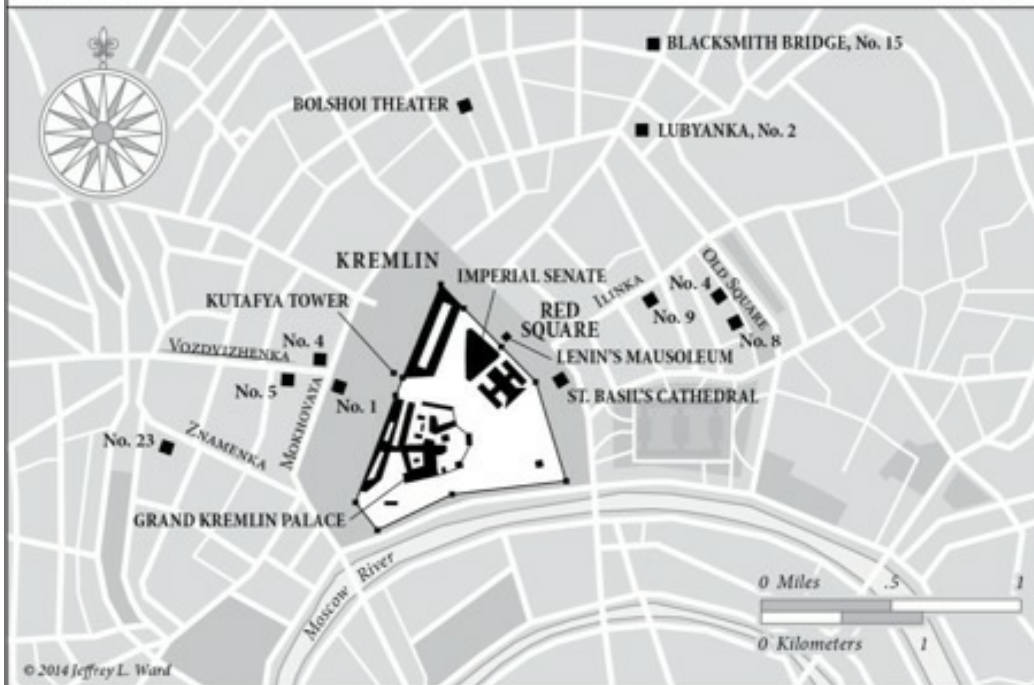 BLACKSMITH BRIDGE, No. 15
BOLSHOI THEATER
LUBYANKA, No. 2
KREMLIN
IMPERIAL SENATE
KUTAFYA TOWER
RED
SQUARE
ILINKA
No. 4
OLD SQUARE
No. 9
No. 8
LENIN'S MAUSOLEUM
VOZDVIZHENKA
No. 4
No. 5
MOKHOVAYA
No. 1
ST. BASIL'S CATHEDRAL
No. 23
ZNAMENKA
GRAND KREMLIN PALACE
Moscow River
0 Miles .5 1
0 Kilometers 1
© 2014 Jeffrey L. Ward